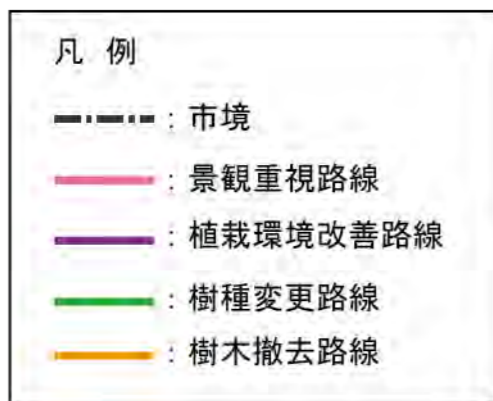 凡 例
: 市境
: 景観重視路線
: 植栽環境改善路線
: 樹種変更路線
: 樹木撤去路線